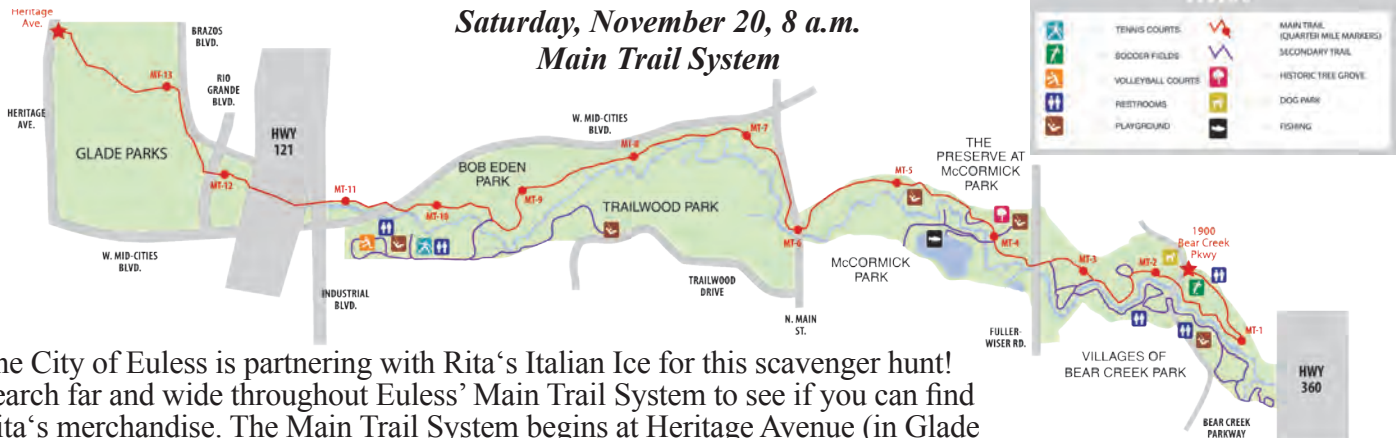 Saturday, November 20, 8 a.m.
Main Trail System
Heritage
Ave.
BRAZOS
BLVD.
MT-13
RIO
GRANDE
BLVD.
HERITAGE
AVE.
GLADE PARKS
HWY
121
MT-12
MT-11
W. MID-CITIES
BLVD.
INDUSTRIAL
BLVD.
W. MID-CITIES
BLVD.
MT-8
MT-7
BOB EDEN
PARK
MT-10
MT-9
TRAILWOOD PARK
TRAILWOOD
DRIVE
MT-6
N. MAIN
ST.
MT-5
THE
PRESERVE AT
McCORMICK
PARK
MT-4
McCORMICK
PARK
FULLER-
WISER RD.
MT-3
MT-2
1900
Bear Creek
Pkwy
MT-1
VILLAGES OF
BEAR CREEK PARK
BEAR CREEK
PARKWAY
HWY
360
TENNIS COURTS
SOCCER FIELDS
VOLLEYBALL COURTS
RESTROOMS
PLAYGROUND
MAIN TRAIL
(QUARTER MILE MARKERS)
SECONDARY TRAIL
HISTORIC TREE GROVE
DOG PARK
FISHING
City of Euless is partnering with Rita‘s Italian Ice for this scavenger hunt!
far and wide throughout Euless’ Main Trail System to see if you can find
merchandise. The Main Trail System begins at Heritage Avenue (in Glade